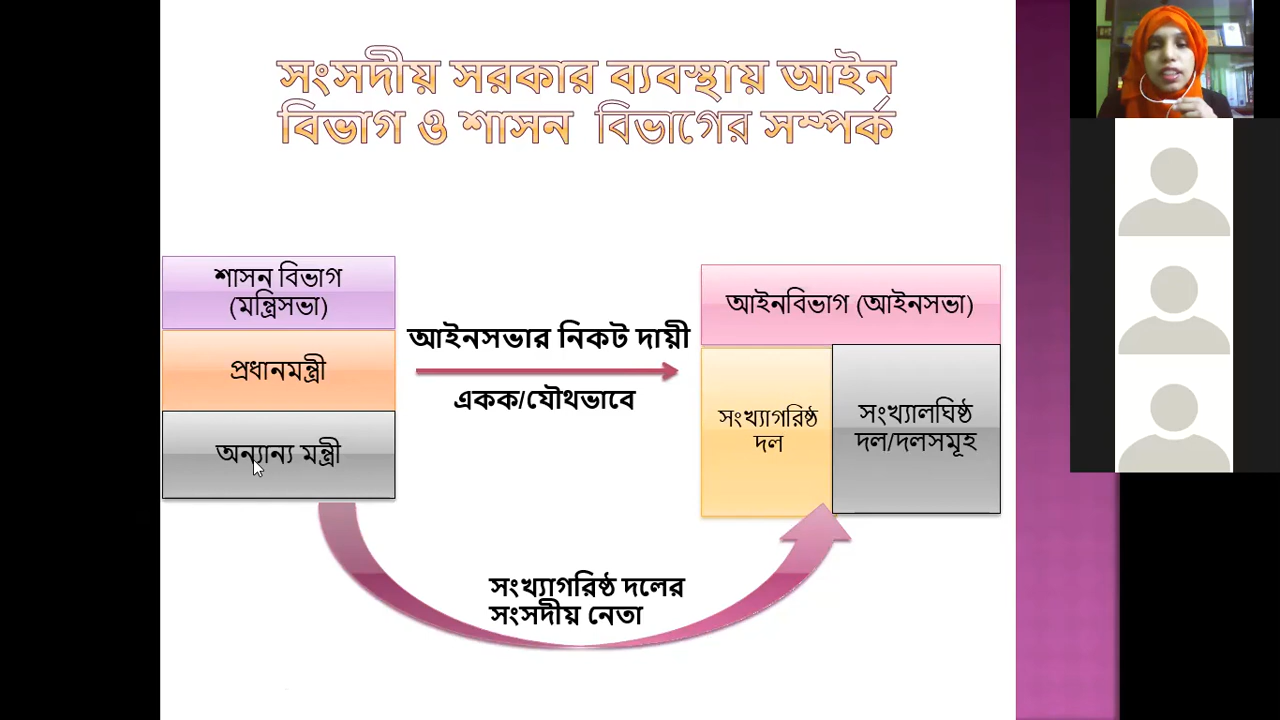 সংসদীয় সরকার ব্যবস্থায় আইন
বিভাগ ও শাসন বিভাগের সম্পর্ক
শাসন বিভাগ
(মন্ত্রিসভা)
প্রধানমন্ত্রী
অন্যান্য মন্ত্রী
আইনসভার নিকট দায়ী
একক/যৌথভাবে
আইনবিভাগ (আইনসভা)
সংখ্যাগরিষ্ঠ
দল
সংখ্যালঘিষ্ঠ
দল/দলসমূহ
সংখ্যাগরিষ্ঠ দলের
সংসদীয় নেতা